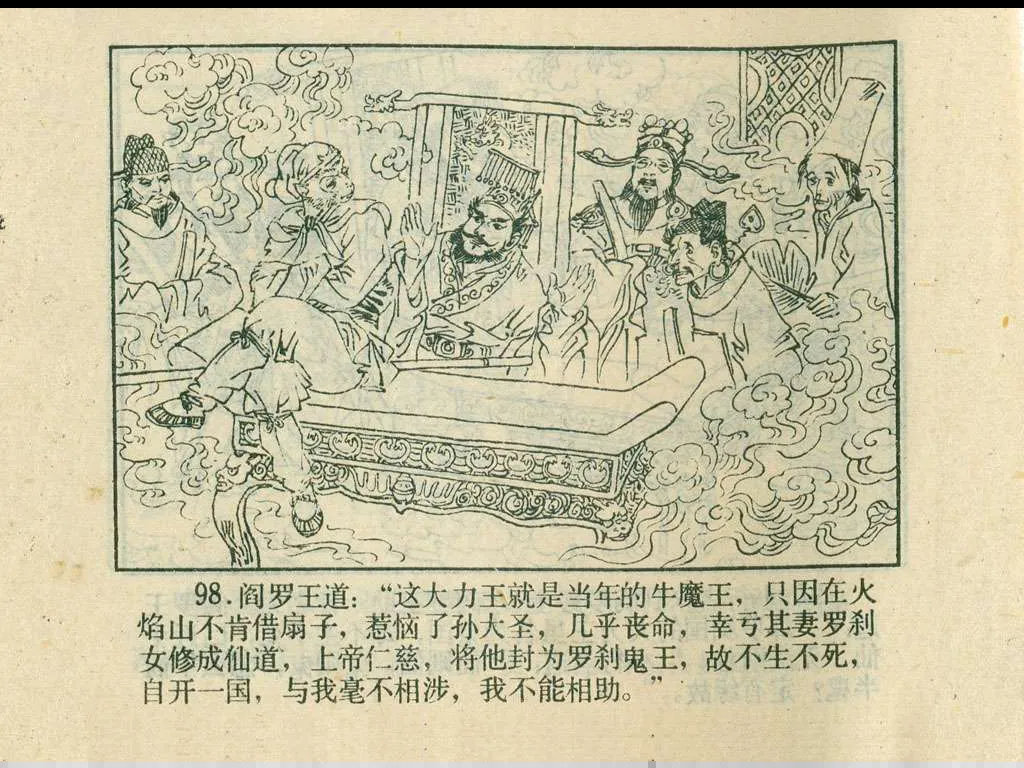 98.阎罗王道：“这大力王就是当年的牛魔王，只因在火
焰山不肯借扇子，惹恼了孙大圣，几乎丧命，幸亏其妻罗刹
女修成仙道，上帝仁慈，将他封为罗刹鬼王，故不生不死，
自开一国，与我毫不相涉，我不能相助。”